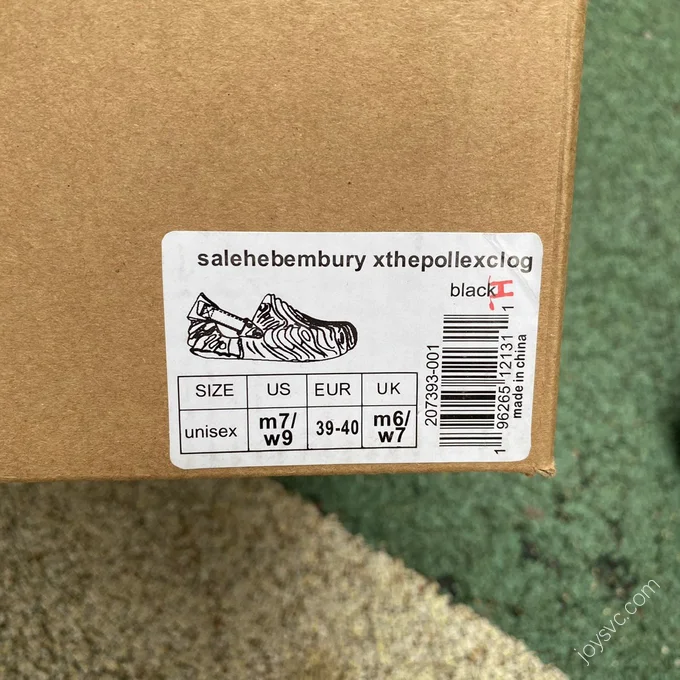 salehebembury xthepollexclog
black
H
SIZE US EUR UK
unisex m7/w9 39-40 m6/w7
207393-001
1 96265 12131 1
made in china
joysvc.com